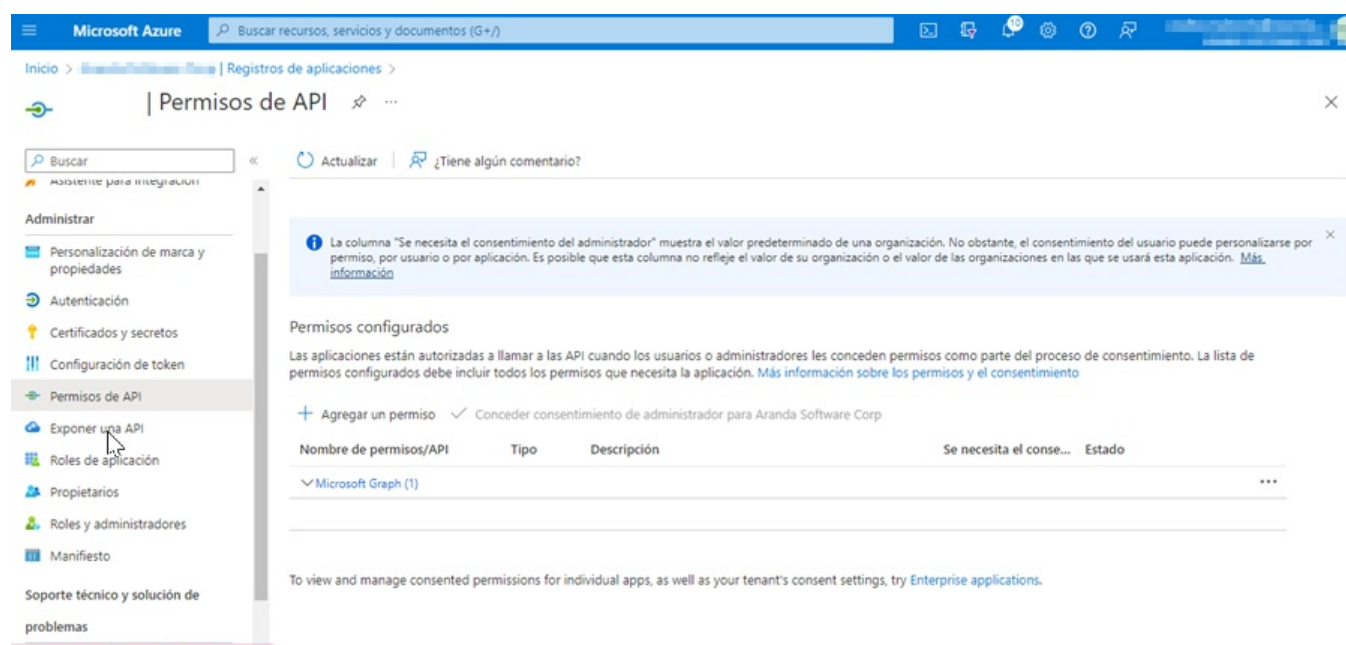 Microsoft Azure
Buscar recursos, servicios y documentos (G+/)
10
Inicio >
| Registros de aplicaciones >
| Permisos de API
Buscar
Actualizar
¿Tiene algún comentario?
Asistente para integración
Administrar
Personalización de marca y
propiedades
Autenticación
Certificados y secretos
Configuración de token
Permisos de API
Exponer una API
Roles de aplicación
Propietarios
Roles y administradores
Manifiesto
Soporte técnico y solución de
problemas
La columna "Se necesita el consentimiento del administrador" muestra el valor predeterminado de una organización. No obstante, el consentimiento del usuario puede personalizarse por
permiso, por usuario o por aplicación. Es posible que esta columna no refleje el valor de su organización o el valor de las organizaciones en las que se usará esta aplicación. Más
información
Permisos configurados
Las aplicaciones están autorizadas a llamar a las API cuando los usuarios o administradores les conceden permisos como parte del proceso de consentimiento. La lista de
permisos configurados debe incluir todos los permisos que necesita la aplicación. Más información sobre los permisos y el consentimiento
Agregar un permiso
Conceder consentimiento de administrador para Aranda Software Corp
Nombre de permisos/API Tipo Descripción Se necesita el conse... Estado
Microsoft Graph (1)
To view and manage consented permissions for individual apps, as well as your tenant's consent settings, try Enterprise applications.